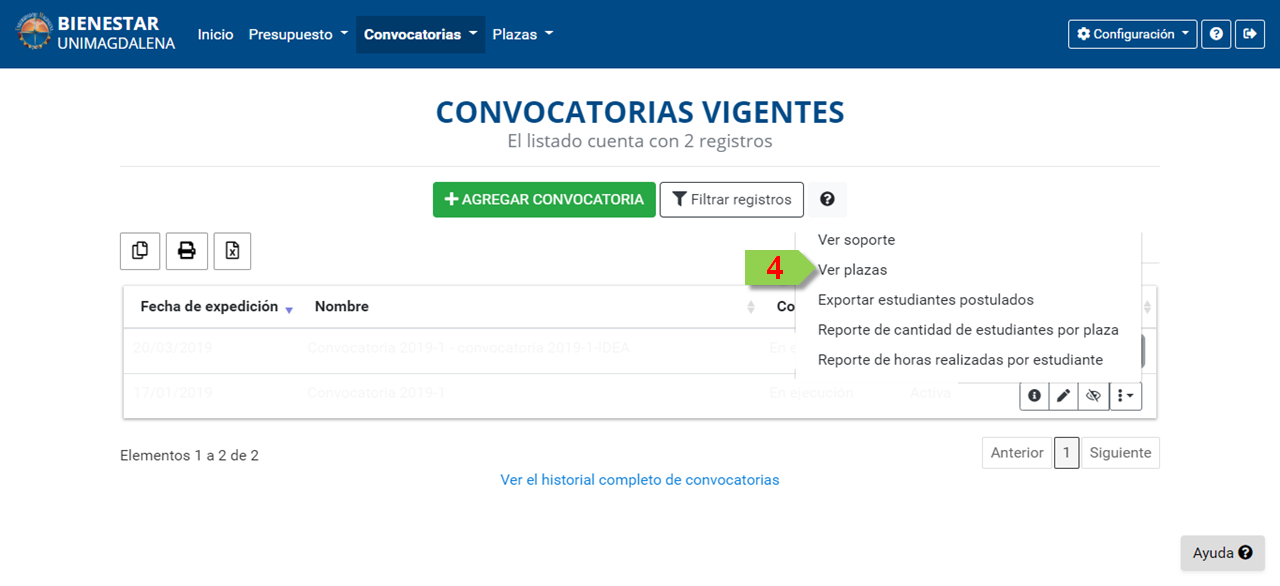 BIENESTAR
UNIMAGDALENA
Inicio Presupuesto Convocatorias Plazas Configuración
CONVOCATORIAS VIGENTES
El listado cuenta con 2 registros
AGREGAR CONVOCATORIA Filtrar registros
Ver soporte
4 Ver plazas
Exportar estudiantes postulados
Reporte de cantidad de estudiantes por plaza
Reporte de horas realizadas por estudiante
Fecha de expedición Nombre Co
20/03/2019 Convocatoria 2019-1 - convocatoria 2019-1-IDEA En e
17/01/2019 Convocatoria 2019-1 En ejecución Activa
Elementos 1 a 2 de 2
Anterior 1 Siguiente
Ver el historial completo de convocatorias
Ayuda